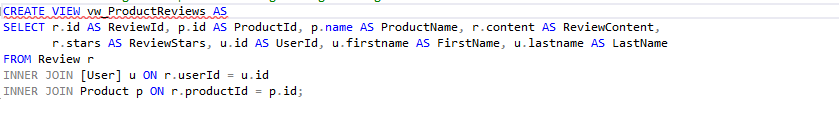 CREATE VIEW vw_ProductReviews AS
SELECT r.id AS ReviewId, p.id AS ProductId, p.name AS ProductName, r.content AS ReviewContent,
r.stars AS ReviewStars, u.id AS UserId, u.firstname AS FirstName, u.lastname AS LastName
FROM Review r
INNER JOIN [User] u ON r.userId = u.id
INNER JOIN Product p ON r.productId = p.id;